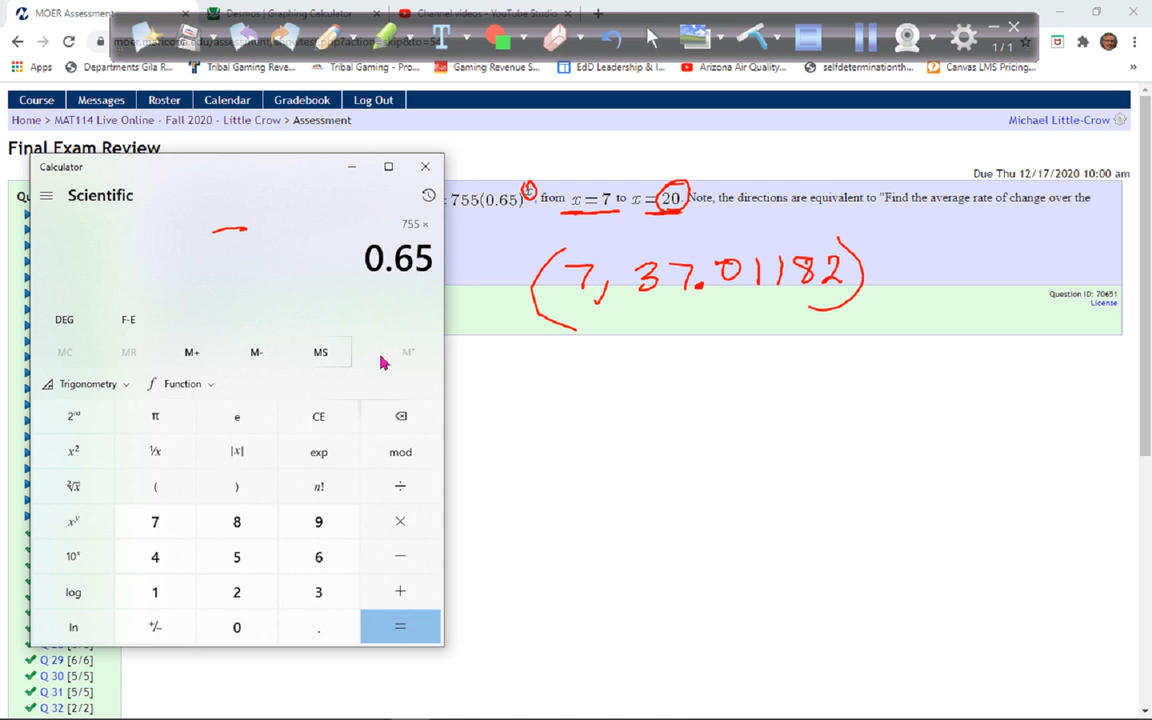 MOER Assessment
Desmos | Graphing Calculator
Channel videos - YouTube Studio
1/1
Apps
Departments Gila R...
Tribal Gaming Reve...
Tribal Gaming - Pro...
Gaming Revenue S...
EdD Leadership & I...
Arizona Air Quality...
selfdeterminationth...
Canvas LMS Pricing...
»
Course
Messages
Roster
Calendar
Gradebook
Log Out
Home > MAT114 Live Online - Fall 2020 - Little Crow > Assessment
Michael Little-Crow
Final Exam Review
Due Thu 12/17/2020 10:00 am
= 755(0.65)^x, from x = 7 to x = 20. Note, the directions are equivalent to "Find the average rate of change over the
(7, 37.01182)
Question ID: 70651
License
Calculator
Scientific
755 ×
0.65
DEG
F-E
MC MR M+ M- MS M˅
Trigonometry
Function
2nd π e CE
x² ¹/x |x| exp mod
²√x ( ) n! ÷
xʸ 7 8 9 ×
10ˣ 4 5 6 −
log 1 2 3 +
ln +/− 0 . =
Q 29 [6/6]
Q 30 [5/5]
Q 31 [5/5]
Q 32 [2/2]